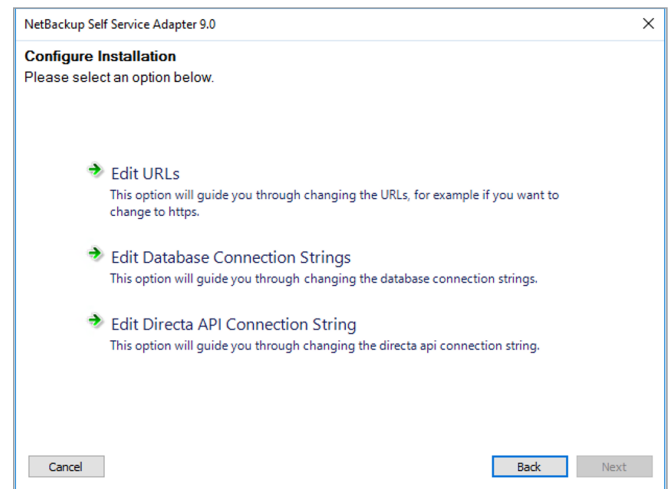 NetBackup Self Service Adapter 9.0
Configure Installation
Please select an option below.
Edit URLs
This option will guide you through changing the URLs, for example if you want to
change to https.
Edit Database Connection Strings
This option will guide you through changing the database connection strings.
Edit Directa API Connection String
This option will guide you through changing the directa api connection string.
Cancel
Back
Next